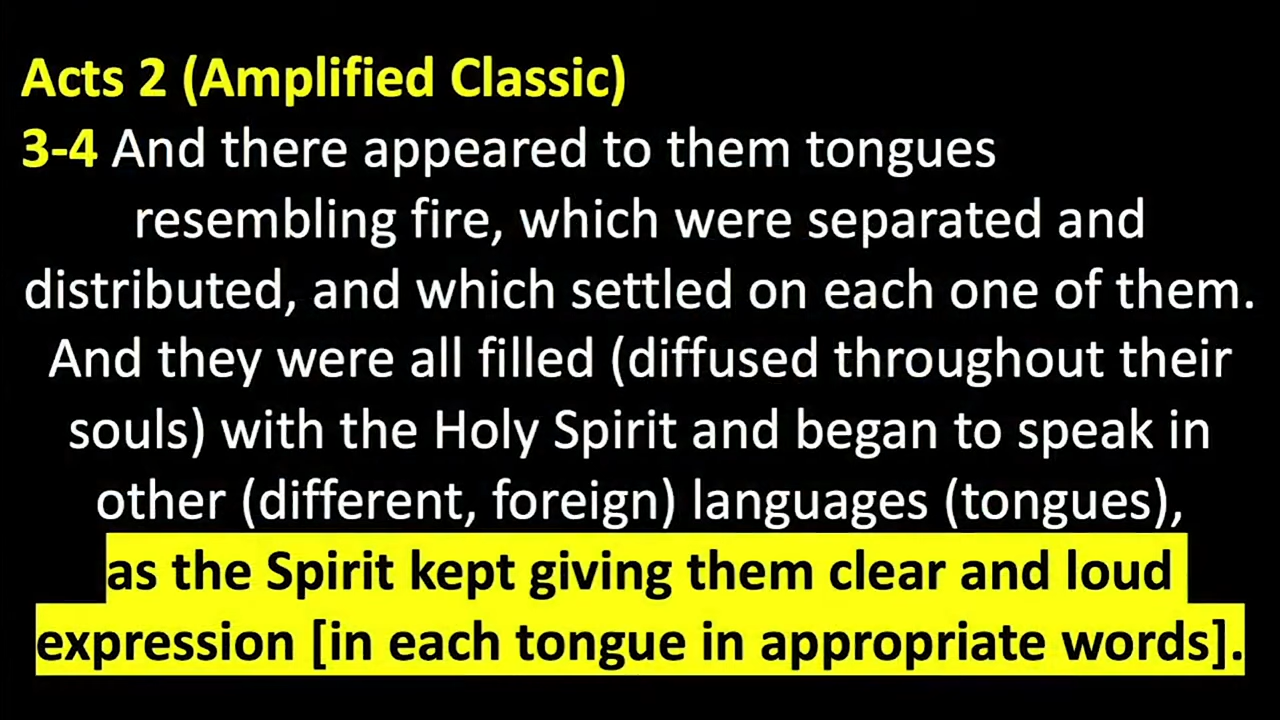 Acts 2 (Amplified Classic)
3-4 And there appeared to them tongues
resembling fire, which were separated and
distributed, and which settled on each one of them.
And they were all filled (diffused throughout their
souls) with the Holy Spirit and began to speak in
other (different, foreign) languages (tongues),
as the Spirit kept giving them clear and loud
expression [in each tongue in appropriate words].